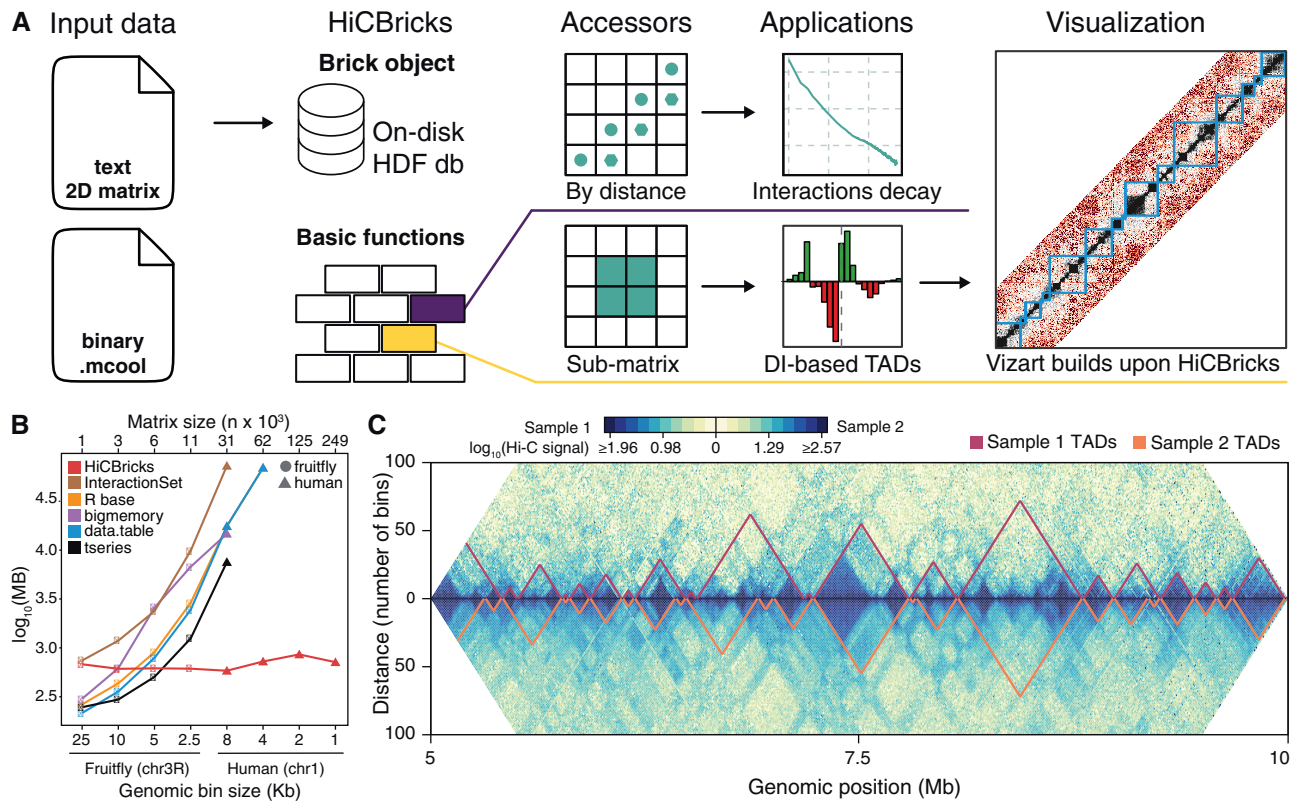 A
Input data
HiCBricks
Accessors
Applications
Visualization
text
2D matrix
binary
.mcool
Brick object
On-disk
HDF db
Basic functions
By distance
Interactions decay
Sub-matrix
DI-based TADs
Vizart builds upon HiCBricks
B
Matrix size (n x 10³)
1 3 6 11 31 62 125 249
HiCBricks
InteractionSet
R base
bigmemory
data.table
tseries
fruitfly
human
log₁₀(MB)
4.5
4.0
3.0
2.5
25 10 5 2.5 8 4 2 1
Fruitfly (chr3R) Human (chr1)
Genomic bin size (Kb)
C
Sample 1 Sample 2
log₁₀(Hi-C signal) ≥1.96 0.98 0 1.29 ≥2.57
Sample 1 TADs Sample 2 TADs
Distance (number of bins)
100
50
0
50
100
5 7.5 10
Genomic position (Mb)